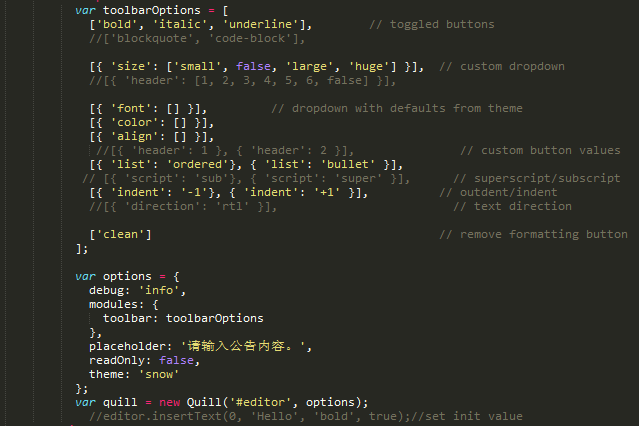 var toolbarOptions = [
['bold', 'italic', 'underline'], // toggled buttons
//['blockquote', 'code-block'],
[{ 'size': ['small', false, 'large', 'huge'] }], // custom dropdown
//[{ 'header': [1, 2, 3, 4, 5, 6, false] }],
[{ 'font': [] }], // dropdown with defaults from theme
[{ 'color': [] }],
[{ 'align': [] }],
//[{ 'header': 1 }, { 'header': 2 }], // custom button values
[{ 'list': 'ordered'}, { 'list': 'bullet' }],
// [{ 'script': 'sub'}, { 'script': 'super' }], // superscript/subscript
[{ 'indent': '-1'}, { 'indent': '+1' }], // outdent/indent
//[{ 'direction': 'rtl' }], // text direction
['clean'] // remove formatting button
];
var options = {
debug: 'info',
modules: {
toolbar: toolbarOptions
},
placeholder: '请输入公告内容。',
readOnly: false,
theme: 'snow'
};
var quill = new Quill('#editor', options);
//editor.insertText(0, 'Hello', 'bold', true);//set init value